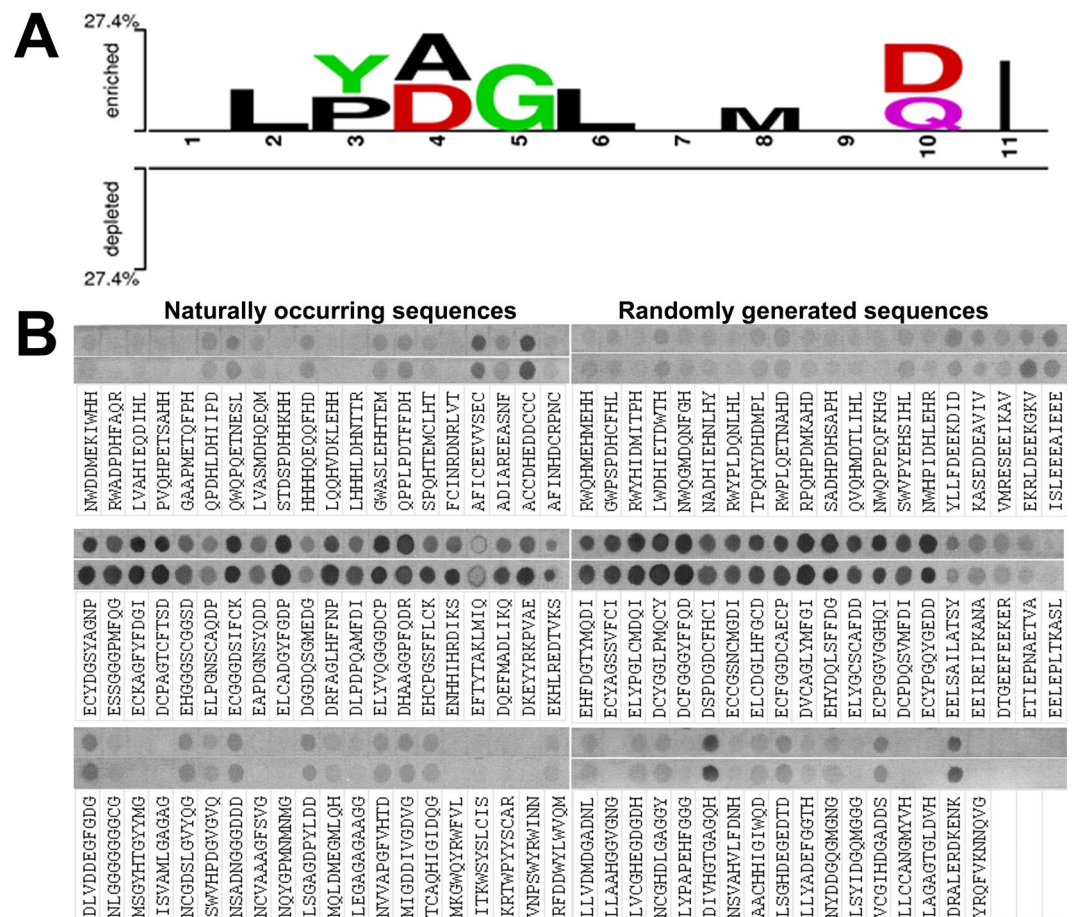 A
27.4%
enriched
depleted
27.4%
L Y P A D G L M D Q I
1 2 3 4 5 6 7 8 9 10 11
B
Naturally occurring sequences
Randomly generated sequences
NWDDMEKIWHH
RWADPDHFAQR
LVAHIEQDIHL
PVQHPETSAHH
GAAPMETQFPH
QPDHLDHIIPD
QWPQETNESL
LVASMDHQEQM
STDSPDHHKHH
HHHQEQQFHD
LQQHVDKLEHH
LHHHLDHNTTR
GWASLEHHTEM
QPPLPDTFFDH
SPQHTEMCLHT
FCINRDNRLVT
AFICEEVVSEC
ADIAREEASNF
ACCDHEDDCCC
AFINHDCRPNC
RWQHMEHMEHH
GWPSPDHCFHL
RWYHIDMITPH
LWDHIETDWTH
NWQGMDQNFGH
NADHIEHNLHY
RWYPLDQNLHL
TPQHYDHDMPL
RWPLQETNAHD
RPQHPDMKAHD
SADHPDHSAPH
QVQHMDTLIHL
NWQPPEQFKHG
SWVPYEHSIHL
NWHPIDHLEHR
YLLFDEEKDID
KASEDDEAVIV
VMRESEEIKAV
EKRLDEEKGKV
ISLEEEAIEEE
ECYDGSYAGNP
ESSGGGPMFQG
ECKAGFYFDGI
DCPAGTCFTSD
EHGGGSCGGSD
ELPGNSCAQDP
ECGGGDSIFCK
EAPDGNSYQDD
ELCADGYFGDP
DGGDQSGMEDG
DRFAGLHFFNP
DLPDPQAMFDI
ELYVQGGGDCP
DHAAGGPFQDR
EHCPGSFFLCK
ENHHIHRDIKS
EFTYTAKLMIQ
DQEFMADLIKQ
DKEYYRKPVAE
EKHLREDTVKS
EHFDGTYMQDI
ECYAGSSVFCI
ELYPGLCMDQI
DCYGGLPMQCY
DCFGGGYFFQD
DSPDGDCFHCI
ECCGSNCMGDI
ELCDGLHFGCD
ECFGGDCAECP
DVCAGLYMFGI
EHYDQLSFFDG
ELYGCSCAFDD
ECPGGVGGHQI
DCPDQSVMFDI
ECYPGQYGEDD
EELSAILATSY
EEIREIPKANA
DTGEEFEEKER
ETIEPNAETVA
EELEPLTKASL
DLVDDDEGFGDG
NLGGGGGGGCG
MSGYHTGYYMG
ISVAMLGAGAG
NCGDSLGVYQG
SWVHPDGVGVQ
NSADNGGGDDD
NCVAAAGFSVG
NQYGPMNMNMG
LSGAGDPYLDD
MQLDMEGMLQH
LEGAGAGAAGG
NVVAPGFVHTD
MIGDDIVGDVG
TCAQHIGIDQG
MKGWQYRWFVL
ITKWSYSLCIS
KRTWPYYSCAR
VNPSWYRWINN
RFDDWYLWVQM
LLVDMDGADNL
LLAAHGGVGNG
LVCGHEGDGDH
NCGHDLGAGGY
LYPAPEHFGGG
DIVHGTGAGQH
NSVAHVLFDNH
AACHHIGIWQD
LSGHDEGEDTD
LLYADEFGGTH
NYDDGQGMGNG
LSYIDGQMGGG
VCGIHDGADDS
LLCCANGMYVH
LAGAGTGLDVH
DRALERDKENK
YRQFVKNNQVG